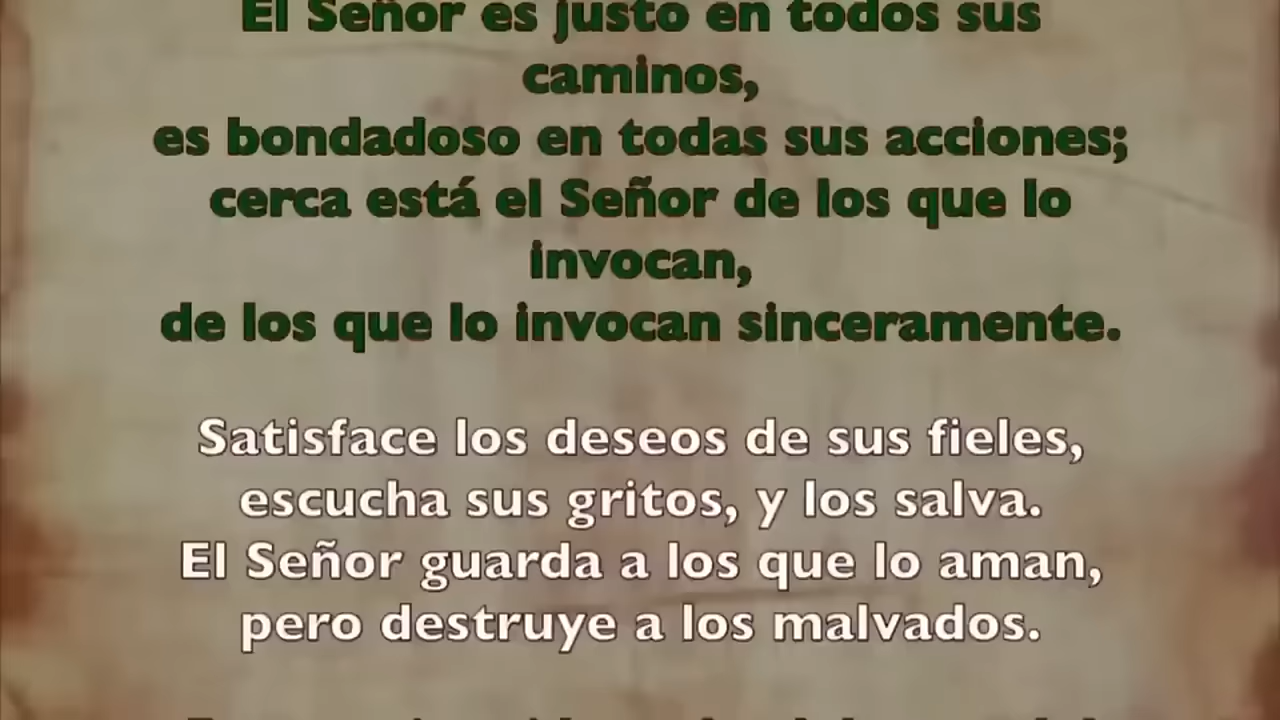 El Señor es justo en todos sus
caminos,
es bondadoso en todas sus acciones;
cerca está el Señor de los que lo
invocan,
de los que lo invocan sinceramente.
Satisface los deseos de sus fieles,
escucha sus gritos, y los salva.
El Señor guarda a los que lo aman,
pero destruye a los malvados.